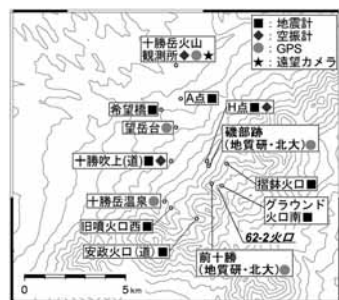 十勝岳火山
観測所◆●★
■：地震計
◆：空振計
●：GPS
★：遠望カメラ
A点■
希望橋■
H点■◆
望岳台●
磯部跡
（地質研・北大）●
十勝吹上（道）■◆
摺鉢火口■
十勝岳温泉●
グラウンド
火口南■
旧噴火口西■
62-2火口
安政火口（道）■
前十勝
（地質研・北大）●
0
5 km